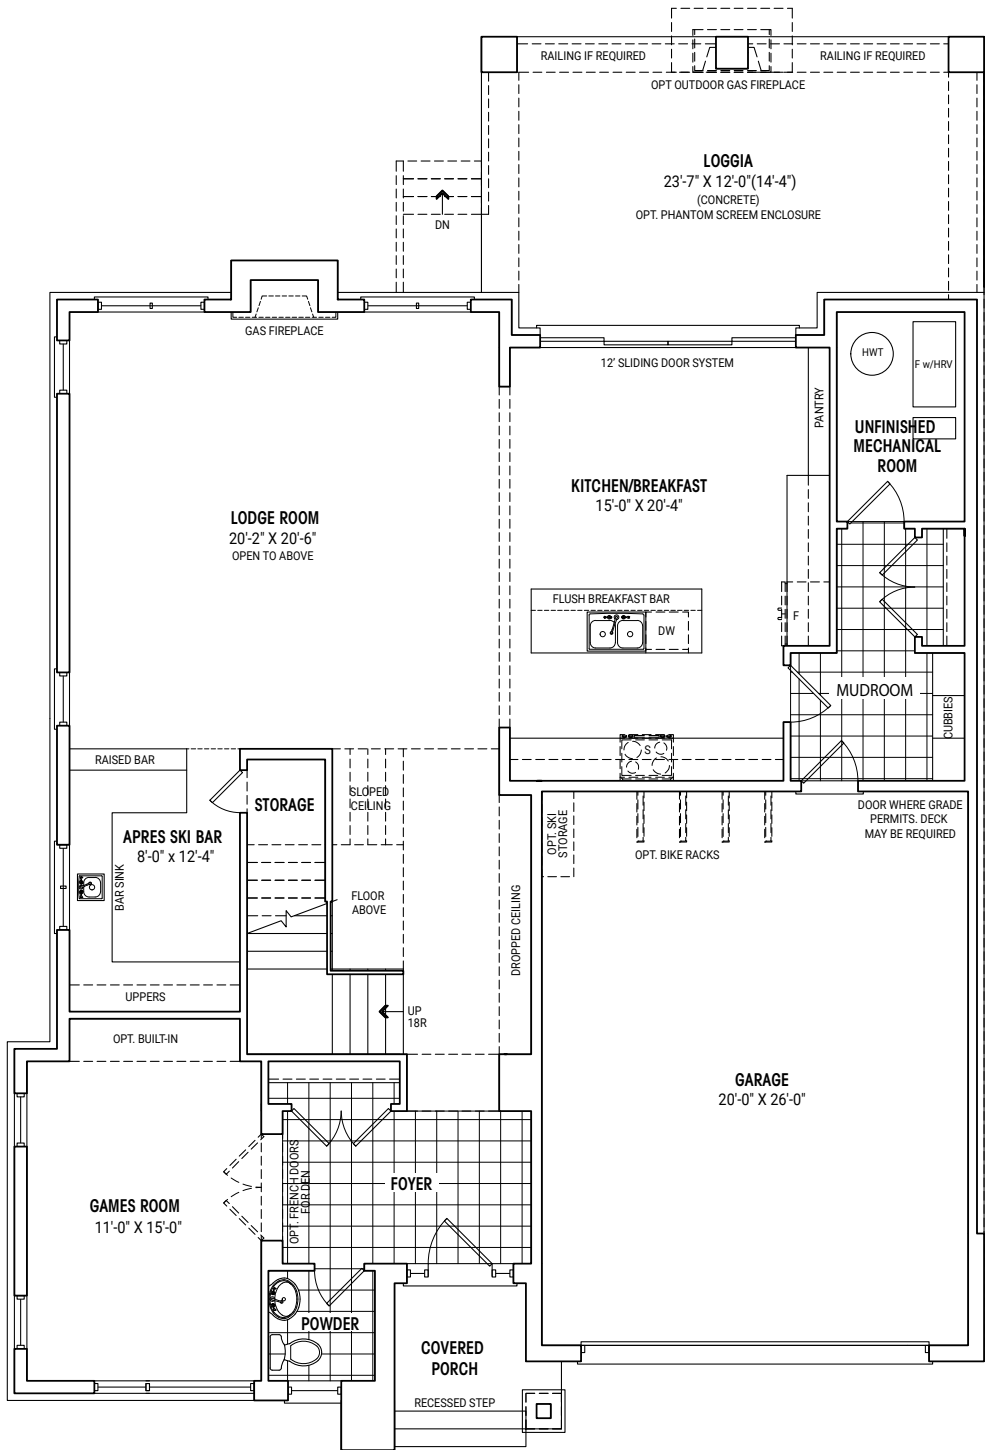 RAILING IF REQUIRED
RAILING IF REQUIRED
OPT OUTDOOR GAS FIREPLACE
LOGGIA
23'-7" X 12'-0"(14'-4")
(CONCRETE)
OPT. PHANTOM SCREEM ENCLOSURE
DN
GAS FIREPLACE
12' SLIDING DOOR SYSTEM
HWT
F w/HRV
PANTRY
UNFINISHED
MECHANICAL
ROOM
KITCHEN/BREAKFAST
15'-0" X 20'-4"
LODGE ROOM
20'-2" X 20'-6"
OPEN TO ABOVE
FLUSH BREAKFAST BAR
DW
F
MUDROOM
CUBBIES
S
RAISED BAR
STORAGE
SLOPED
CEILING
APRES SKI BAR
8'-0" x 12'-4"
BAR SINK
OPT. SKI
STORAGE
OPT. BIKE RACKS
DOOR WHERE GRADE
PERMITS. DECK
MAY BE REQUIRED
FLOOR
ABOVE
DROPPED CEILING
UPPERS
UP
18R
OPT. BUILT-IN
GARAGE
20'-0" X 26'-0"
OPT. FRENCH DOORS
FOR DEN
FOYER
GAMES ROOM
11'-0" X 15'-0"
POWDER
COVERED
PORCH
RECESSED STEP